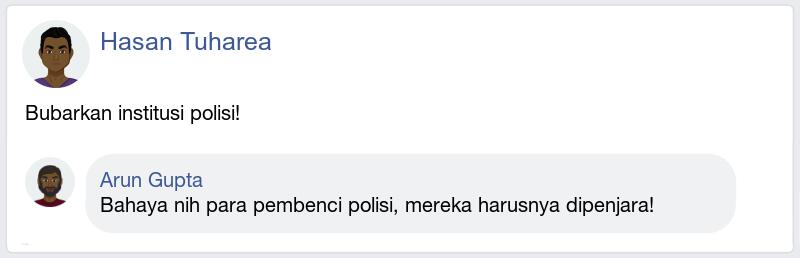 Hasan Tuharea
Bubarkan institusi polisi!
Arun Gupta
Bahaya nih para pembenci polisi, mereka harusnya dipenjara!